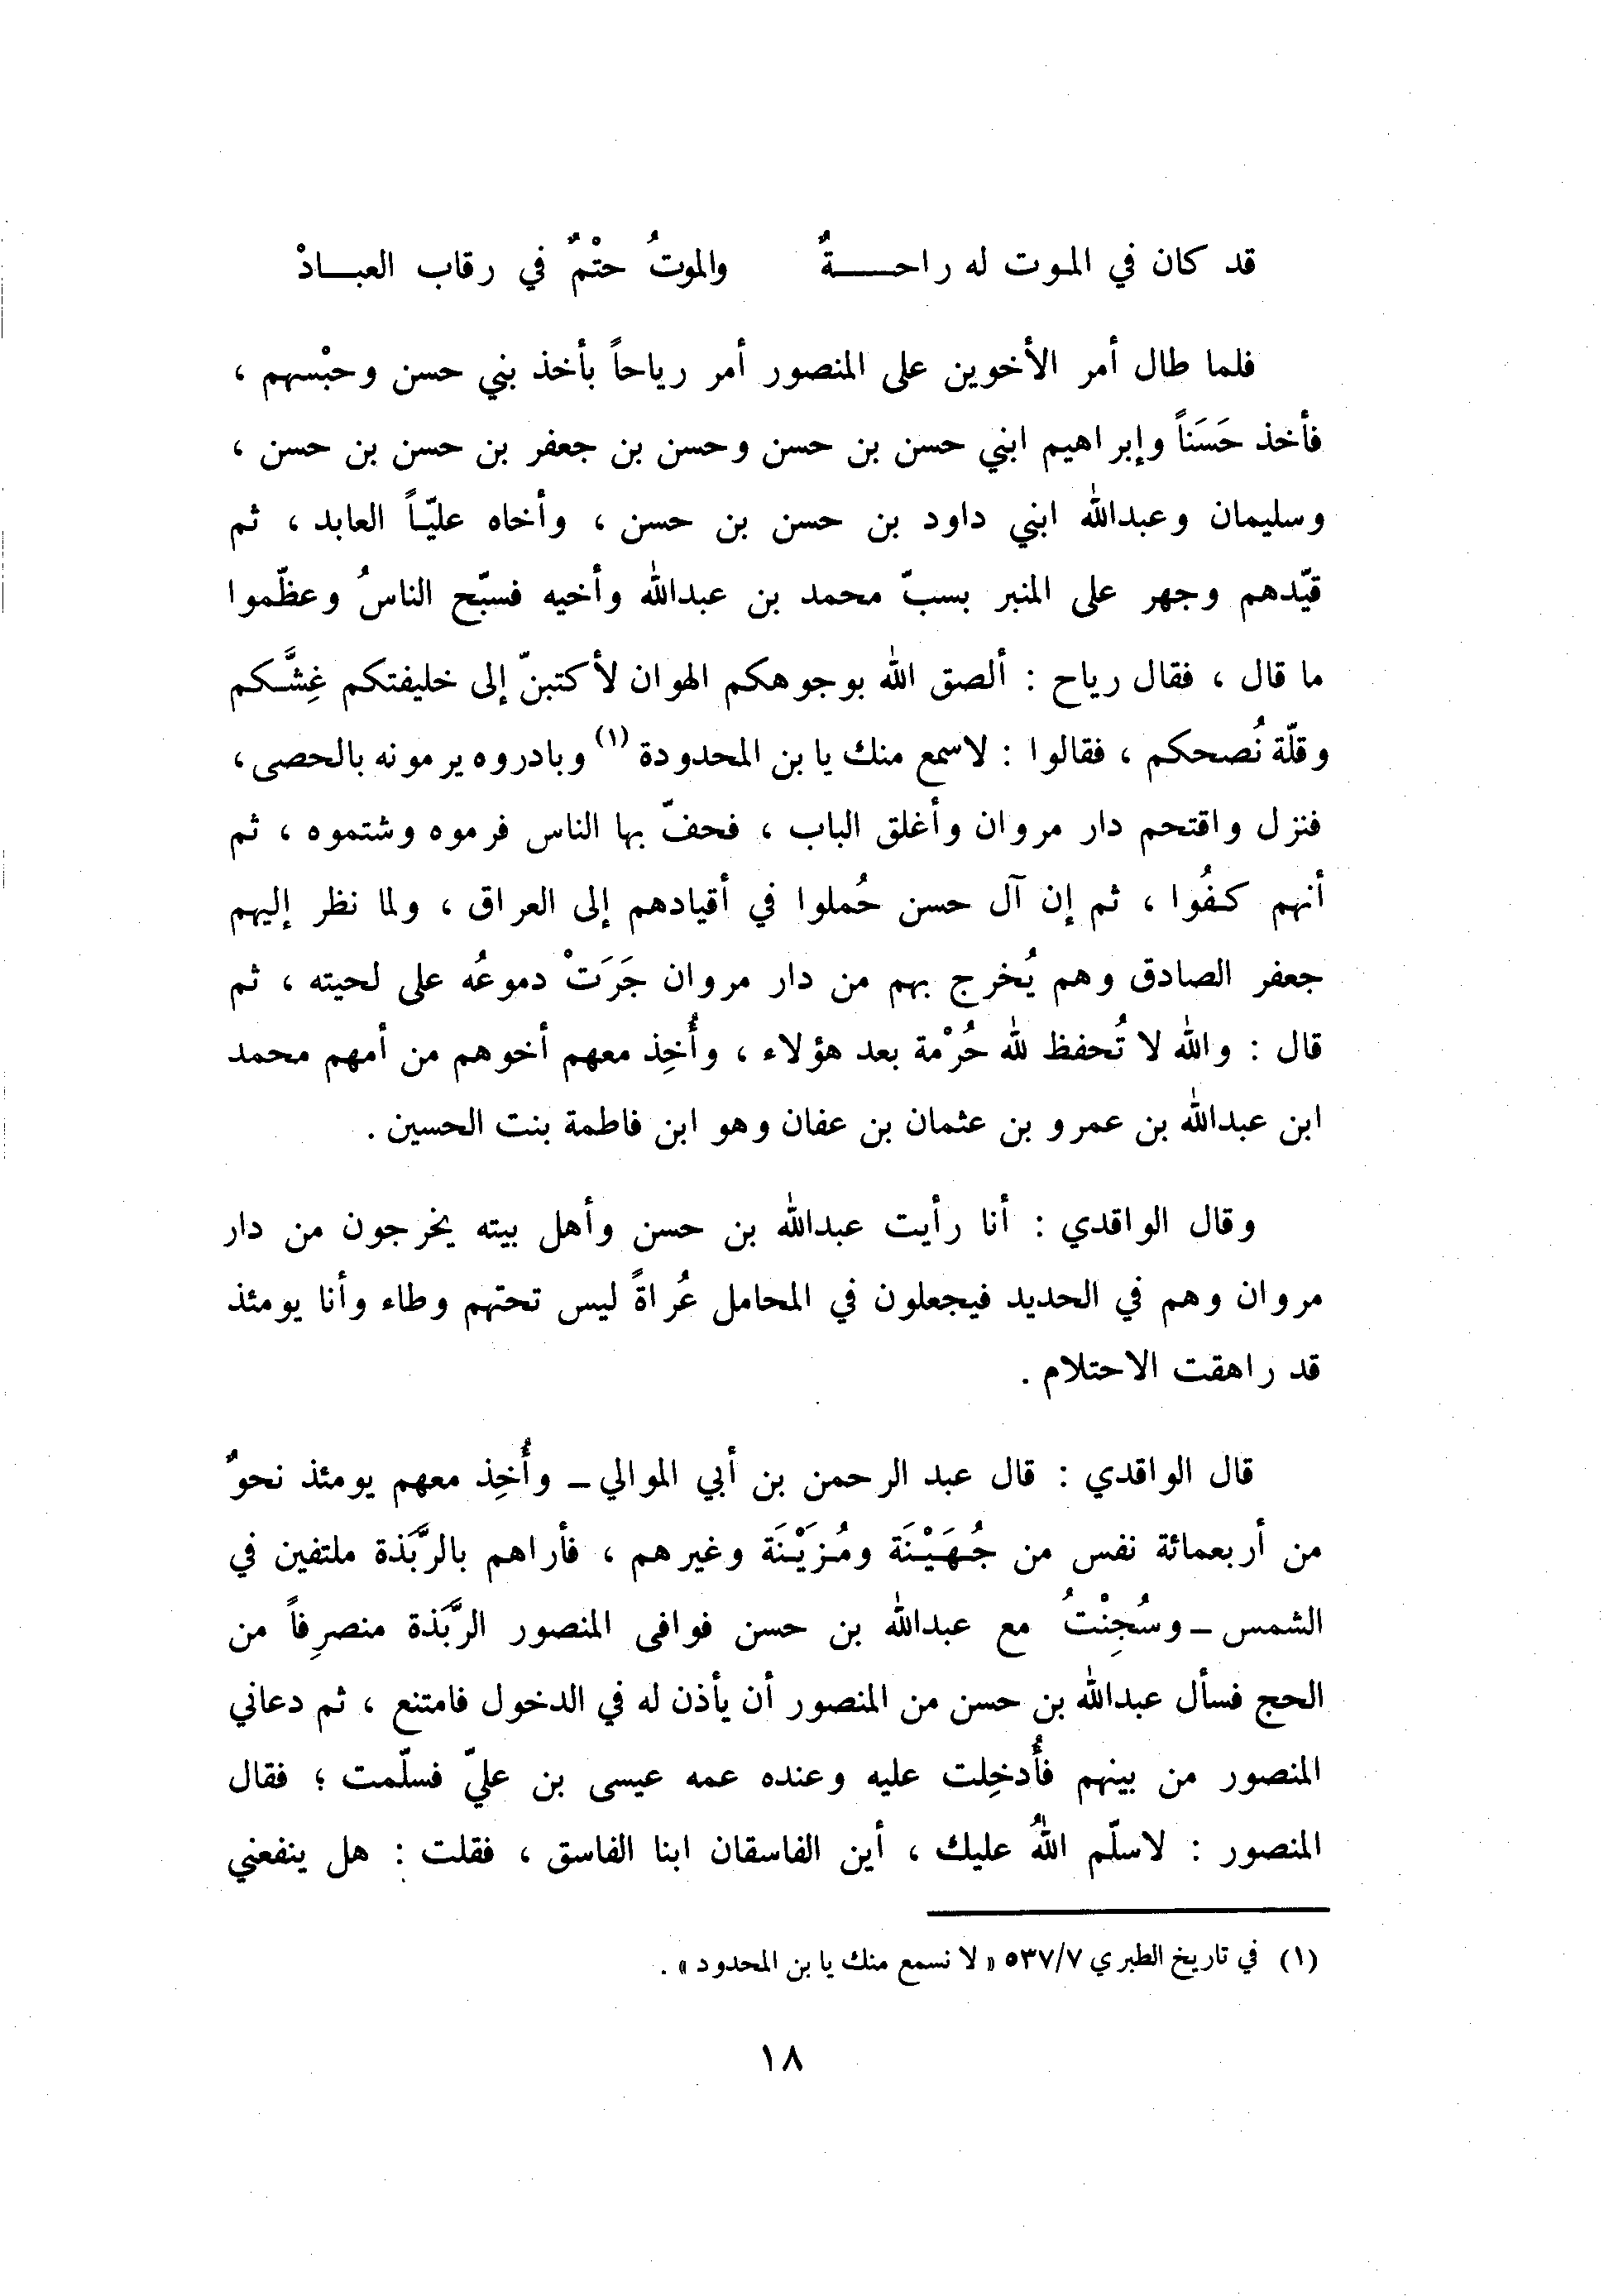 قد كان في الموت له راحـــــةٌ والموتُ حتْمٌ في رقاب العبـــادْ
فلما طال أمر الأخوين على المنصور أمر رياحاً بأخذ بني حسن وحبْسهم ،
فأخذ حَسَناً وإبراهيم ابني حسن بن حسن وحسن بن جعفر بن حسن بن حسن ،
وسليمان وعبدالله ابني داود بن حسن بن حسن ، وأخاه عليّاً العابد ، ثم
قيّدهم وجهر على المنبر بسبّ محمد بن عبدالله وأخيه فسبّح الناسُ وعظّموا
ما قال ، فقال رياح : ألصق الله بوجوهكم الهوان لأكتبنّ إلى خليفتكم غِشَّكم
وقلّة نُصحكم ، فقالوا : لاسمع منك يا بن المحدودة (١) وبادروه يرمونه بالحصى ،
فنزل واقتحم دار مروان وأغلق الباب ، فحفّ بها الناس فرموه وشتموه ، ثم
أنهم كفُوا ، ثم إن آل حسن حُملوا في أقيادهم إلى العراق ، ولما نظر إليهم
جعفر الصادق وهم يُخرج بهم من دار مروان جَرَتْ دموعُه على لحيته ، ثم
قال : والله لا تُحفظ لله حُرْمة بعد هؤلاء ، وأُخِذ معهم أخوهم من أمهم محمد
ابن عبدالله بن عمرو بن عثمان بن عفان وهو ابن فاطمة بنت الحسين .
وقال الواقدي : أنا رأيت عبدالله بن حسن وأهل بيته يخرجون من دار
مروان وهم في الحديد فيجعلون في المحامل عُراةً ليس تحتهم وطاء وأنا يومئذ
قد راهقت الاحتلام .
قال الواقدي : قال عبد الرحمن بن أبي الموالي ـ وأُخِذ معهم يومئذ نحوٌ
من أربعمائة نفس من جُهَيْنَة ومُزَيْنَة وغيرهم ، فأراهم بالرَّبَذة ملتفين في
الشمس ـ وسُجِنْتُ مع عبدالله بن حسن فوافى المنصور الرَّبَذة منصرِفاً من
الحج فسأل عبدالله بن حسن من المنصور أن يأذن له في الدخول فامتنع ، ثم دعاني
المنصور من بينهم فأُدخِلت عليه وعنده عمه عيسى بن عليّ فسلّمت ؛ فقال
المنصور : لاسلّم اللهُ عليك ، أين الفاسقان ابنا الفاسق ، فقلت : هل ينفعني
(١) في تاريخ الطبري ٥٣٧/٧ « لا نسمع منك يا بن المحدود » .
١٨